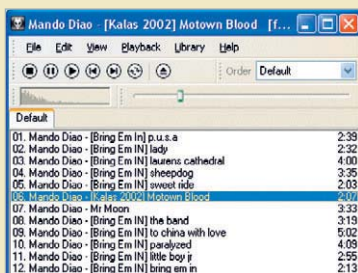 Mando Diao - [Kalas 2002] Motown Blood [f...
File Edit View Playback Library Help
Order Default
Default
01. Mando Diao - [Bring Em In] p.u.s.a 2:39
02. Mando Diao - [Bring Em IN] lady 2:32
03. Mando Diao - [Bring Em IN] laurens cathedral 4:00
04. Mando Diao - [Bring Em IN] sheepdog 3:35
05. Mando Diao - [Bring Em IN] sweet ride 2:03
06. Mando Diao - [Kalas 2002] Motown Blood 2:07
07. Mando Diao - Mr Moon 3:33
08. Mando Diao - [Bring Em IN] the band 3:19
09. Mando Diao - [Bring Em IN] to china with love 5:02
10. Mando Diao - [Bring Em IN] paralyzed 4:09
11. Mando Diao - [Bring Em IN] little boy jr 2:55
12. Mando Diao - [Bring Em IN] bring em in 2:13